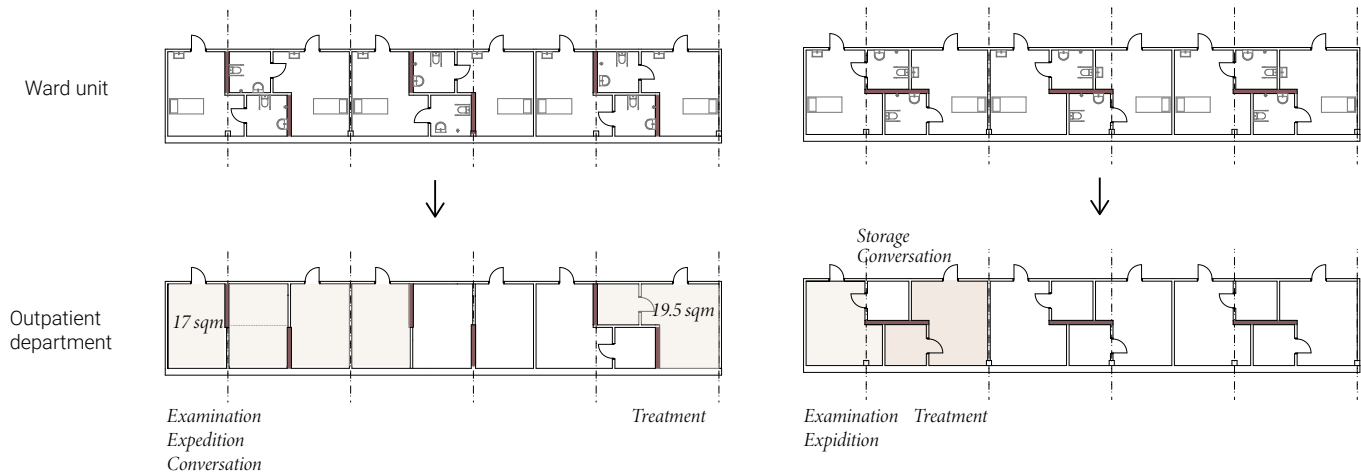 Ward unit
Storage
Conversation
17 sqm
19.5 sqm
Outpatient
department
Examination
Expedition
Conversation
Treatment
Examination
Expidition
Treatment